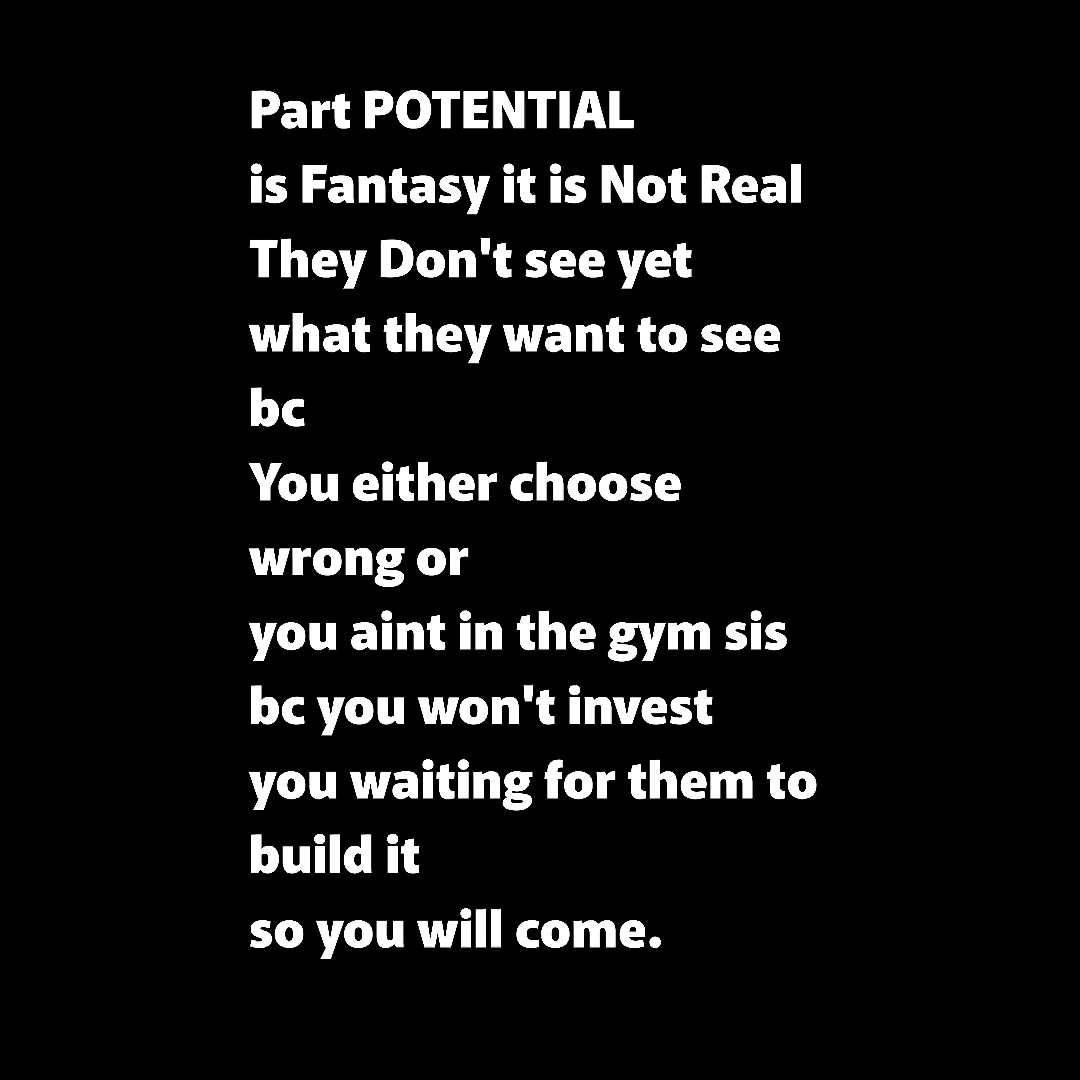 Part POTENTIAL
is Fantasy it is Not Real
They Don't see yet
what they want to see
bc
You either choose
wrong or
you aint in the gym sis
bc you won't invest
you waiting for them to
build it
so you will come.